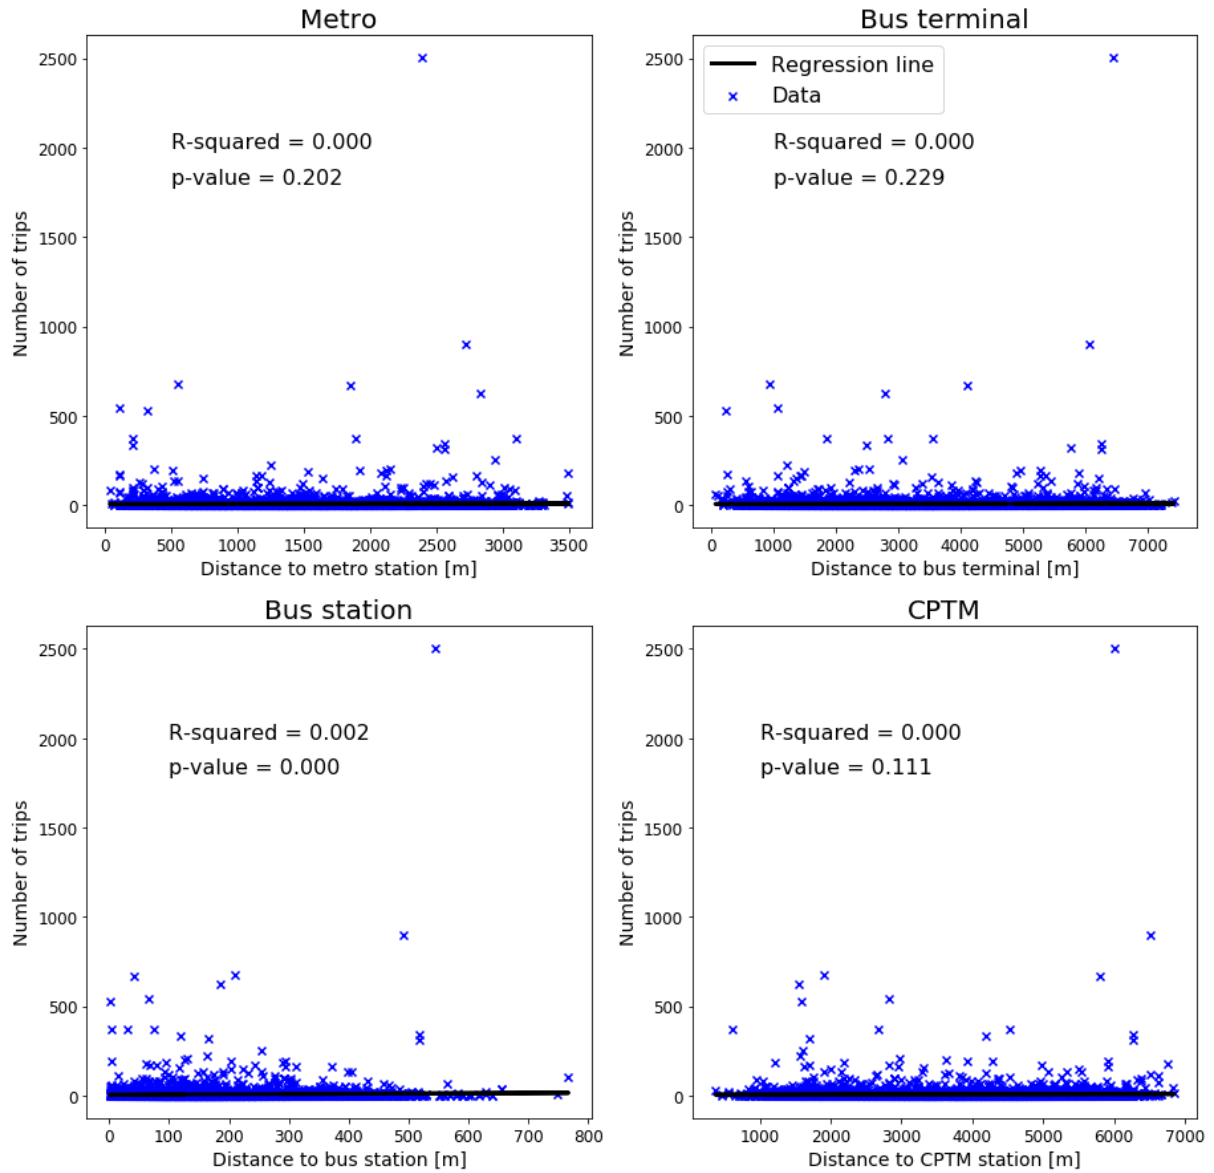 Metro
2500
2000
1500
1000
500
0
Number of trips
R-squared = 0.000
p-value = 0.202
0 500 1000 1500 2000 2500 3000 3500
Distance to metro station [m]
Bus terminal
2500
2000
1500
1000
500
0
Number of trips
Regression line
Data
R-squared = 0.000
p-value = 0.229
0 1000 2000 3000 4000 5000 6000 7000
Distance to bus terminal [m]
Bus station
2500
2000
1500
1000
500
0
Number of trips
R-squared = 0.002
p-value = 0.000
0 100 200 300 400 500 600 700 800
Distance to bus station [m]
CPTM
2500
2000
1500
1000
500
0
Number of trips
R-squared = 0.000
p-value = 0.111
1000 2000 3000 4000 5000 6000 7000
Distance to CPTM station [m]